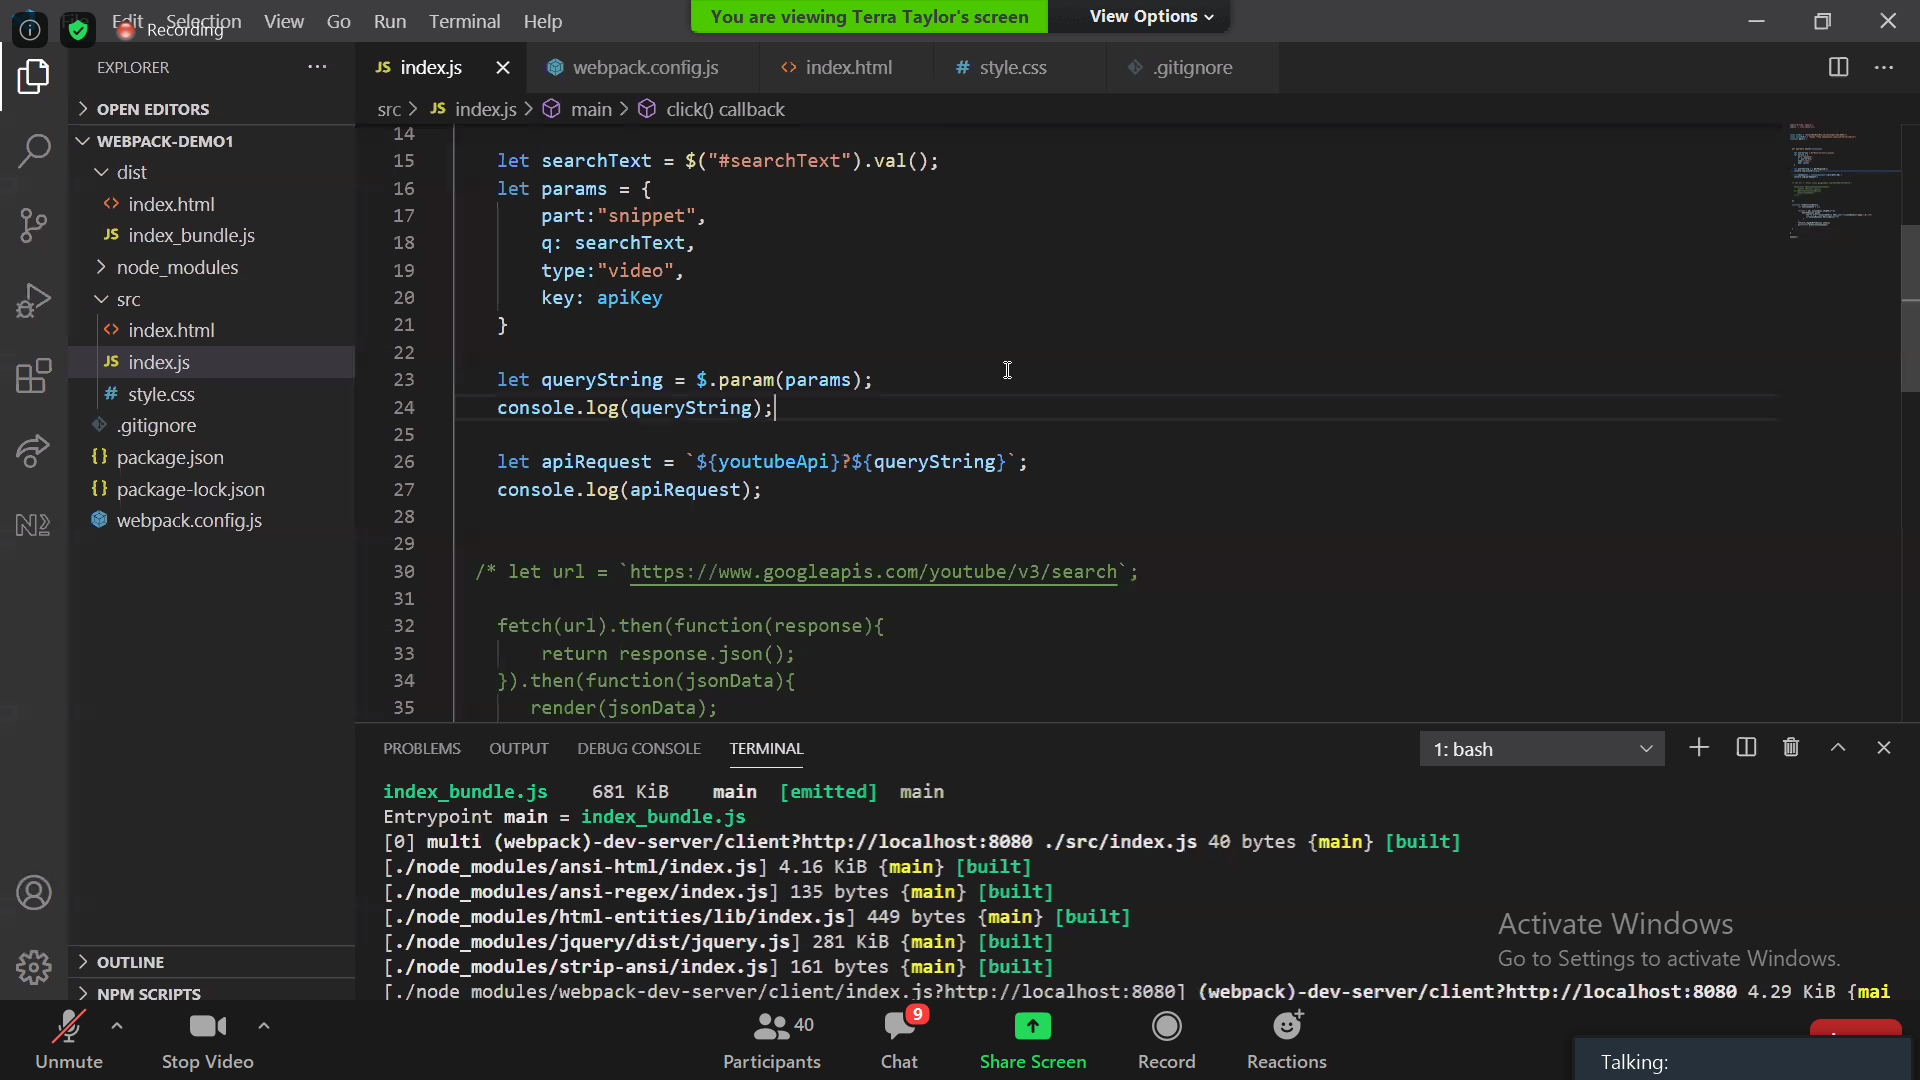 Edit Selection View Go Run Terminal Help
Recording
You are viewing Terra Taylor's screen
View Options
EXPLORER
JS index.js
webpack.config.js
<> index.html
# style.css
.gitignore
OPEN EDITORS
src > JS index.js > main > click() callback
WEBPACK-DEMO1
dist
<> index.html
JS index_bundle.js
node_modules
src
<> index.html
JS index.js
# style.css
.gitignore
{} package.json
{} package-lock.json
webpack.config.js
OUTLINE
NPM SCRIPTS
14
15 let searchText = $("#searchText").val();
16 let params = {
17 part:"snippet",
18 q: searchText,
19 type:"video",
20 key: apiKey
21 }
22
23 let queryString = $.param(params);
24 console.log(queryString);
25
26 let apiRequest = `${youtubeApi}?${queryString}`;
27 console.log(apiRequest);
28
29
30 /* let url = `https://www.googleapis.com/youtube/v3/search`;
31
32 fetch(url).then(function(response){
33 return response.json();
34 }).then(function(jsonData){
35 render(jsonData);
PROBLEMS OUTPUT DEBUG CONSOLE TERMINAL
1: bash
index_bundle.js 681 KiB main [emitted] main
Entrypoint main = index_bundle.js
[0] multi (webpack)-dev-server/client?http://localhost:8080 ./src/index.js 40 bytes {main} [built]
[./node_modules/ansi-html/index.js] 4.16 KiB {main} [built]
[./node_modules/ansi-regex/index.js] 135 bytes {main} [built]
[./node_modules/html-entities/lib/index.js] 449 bytes {main} [built]
[./node_modules/jquery/dist/jquery.js] 281 KiB {main} [built]
[./node_modules/strip-ansi/index.js] 161 bytes {main} [built]
[./node_modules/webpack-dev-server/client/index.js?http://localhost:8080] (webpack)-dev-server/client?http://localhost:8080 4.29 KiB {mai
Activate Windows
Go to Settings to activate Windows.
Unmute
Stop Video
40
Participants
9
Chat
Share Screen
Record
Reactions
Talking: